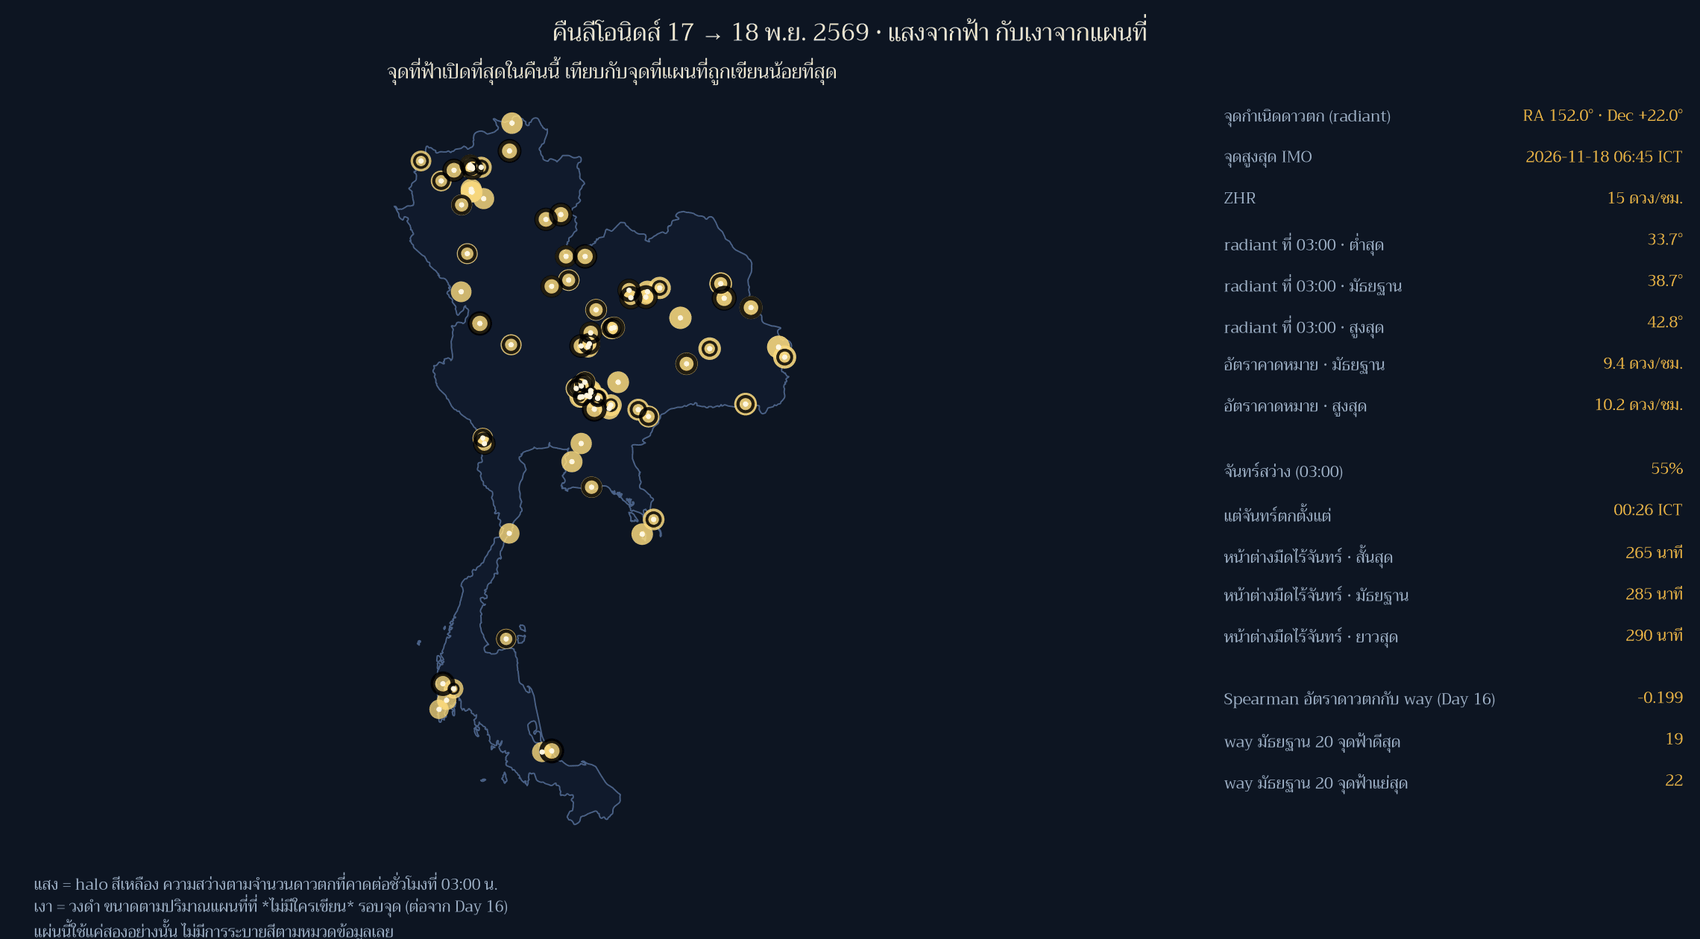 คืนลีโอนิดส์ 17 → 18 พ.ย. 2569 · แสงจากฟ้า กับเงาจากแผนที่
จุดที่ฟ้าเปิดที่สุดในคืนนี้ เทียบกับจุดที่แผนที่ถูกเขียนน้อยที่สุด
จุดกำเนิดดาวตก (radiant) RA 152.0° · Dec +22.0°
จุดสูงสุด IMO 2026-11-18 06:45 ICT
ZHR 15 ดวง/ชม.
radiant ที่ 03:00 · ต่ำสุด 33.7°
radiant ที่ 03:00 · มัธยฐาน 38.7°
radiant ที่ 03:00 · สูงสุด 42.8°
อัตราคาดหมาย · มัธยฐาน 9.4 ดวง/ชม.
อัตราคาดหมาย · สูงสุด 10.2 ดวง/ชม.
จันทร์สว่าง (03:00) 55%
แต่จันทร์ตกตั้งแต่ 00:26 ICT
หน้าต่างมืดไร้จันทร์ · สั้นสุด 265 นาที
หน้าต่างมืดไร้จันทร์ · มัธยฐาน 285 นาที
หน้าต่างมืดไร้จันทร์ · ยาวสุด 290 นาที
Spearman อัตราดาวตกกับ way (Day 16) -0.199
way มัธยฐาน 20 จุดฟ้าดีสุด 19
way มัธยฐาน 20 จุดฟ้าแย่สุด 22
แสง = halo สีเหลือง ความสว่างตามจำนวนดาวตกที่คาดต่อชั่วโมงที่ 03:00 น.
เงา = วงดำ ขนาดตามปริมาณแผนที่ที่ *ไม่มีใครเขียน* รอบจุด (ต่อจาก Day 16)
แผ่นนี้ใช้แค่สองอย่างนั้น ไม่มีการระบายสีตามหมวดข้อมูลเลย